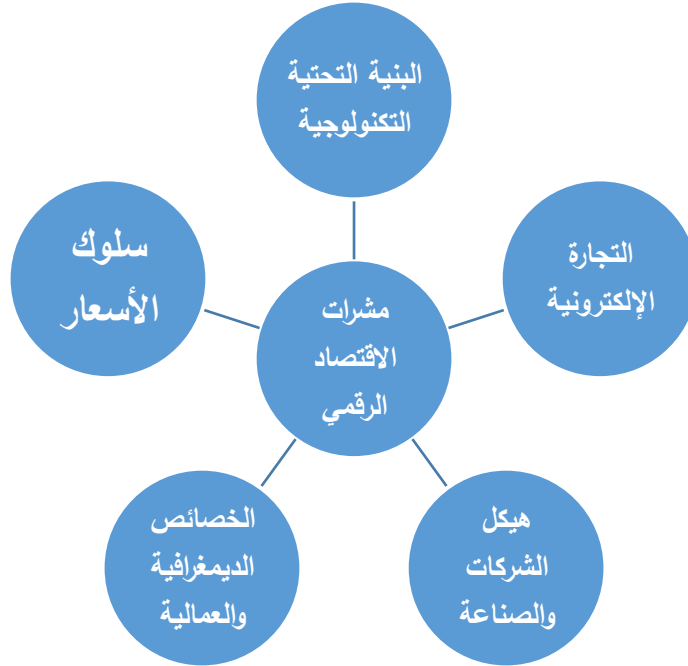 البنية التحتية
التكنولوجية
التجارة
الإلكترونية
سلوك
الأسعار
مشرات
الاقتصاد
الرقمي
هيكل
الشركات
والصناعة
الخصائص
الديمغرافية
والعمالية